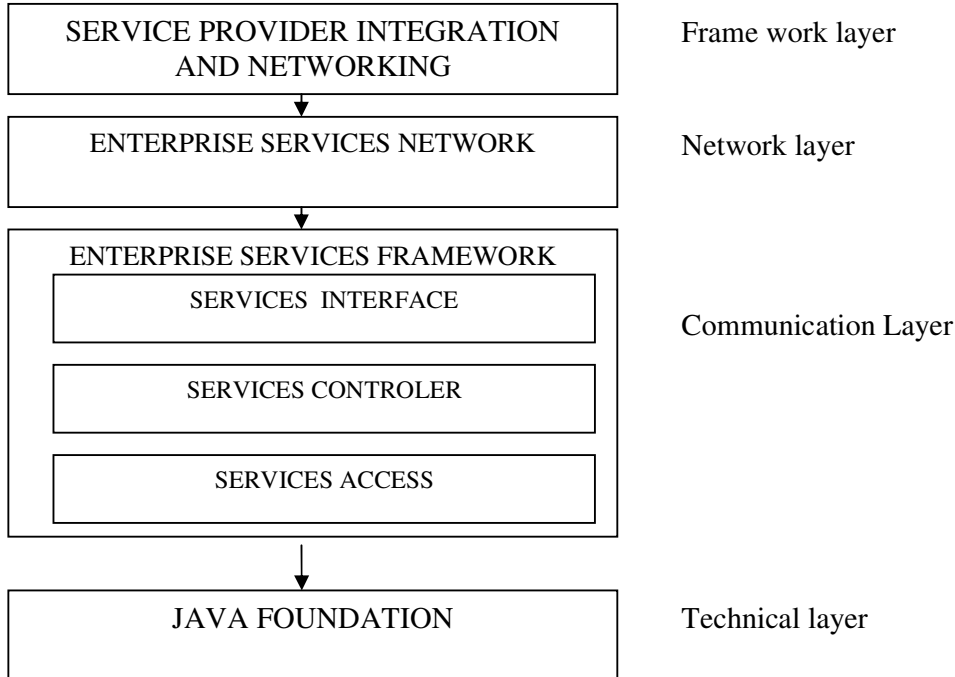 SERVICE PROVIDER INTEGRATION
AND NETWORKING
Frame work layer
ENTERPRISE SERVICES NETWORK
Network layer
ENTERPRISE SERVICES FRAMEWORK
SERVICES INTERFACE
Communication Layer
SERVICES CONTROLER
SERVICES ACCESS
JAVA FOUNDATION
Technical layer